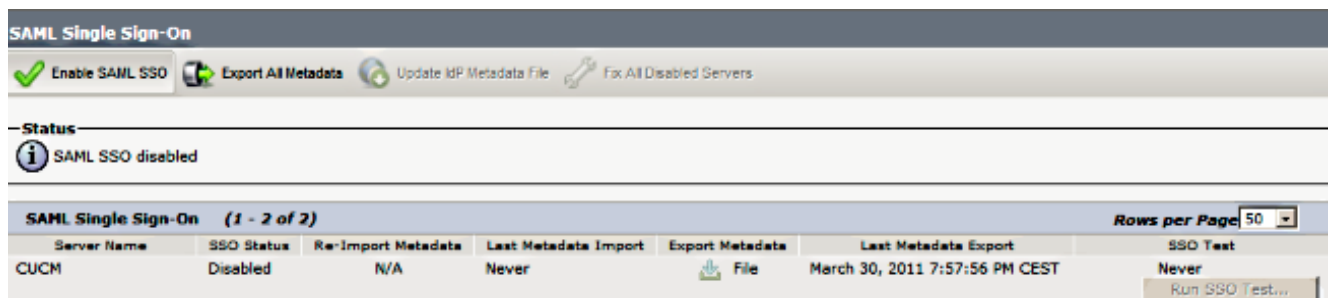 SAML Single Sign-On
Enable SAML SSO Export All Metadata Update IdP Metadata File Fix All Disabled Servers
Status
SAML SSO disabled
SAML Single Sign-On (1 - 2 of 2) Rows per Page 50
Server Name SSO Status Re-Import Metadata Last Metadata Import Export Metadata Last Metadata Export SSO Test
CUCM Disabled N/A Never File March 30, 2011 7:57:56 PM CEST Never
Run SSO Test...